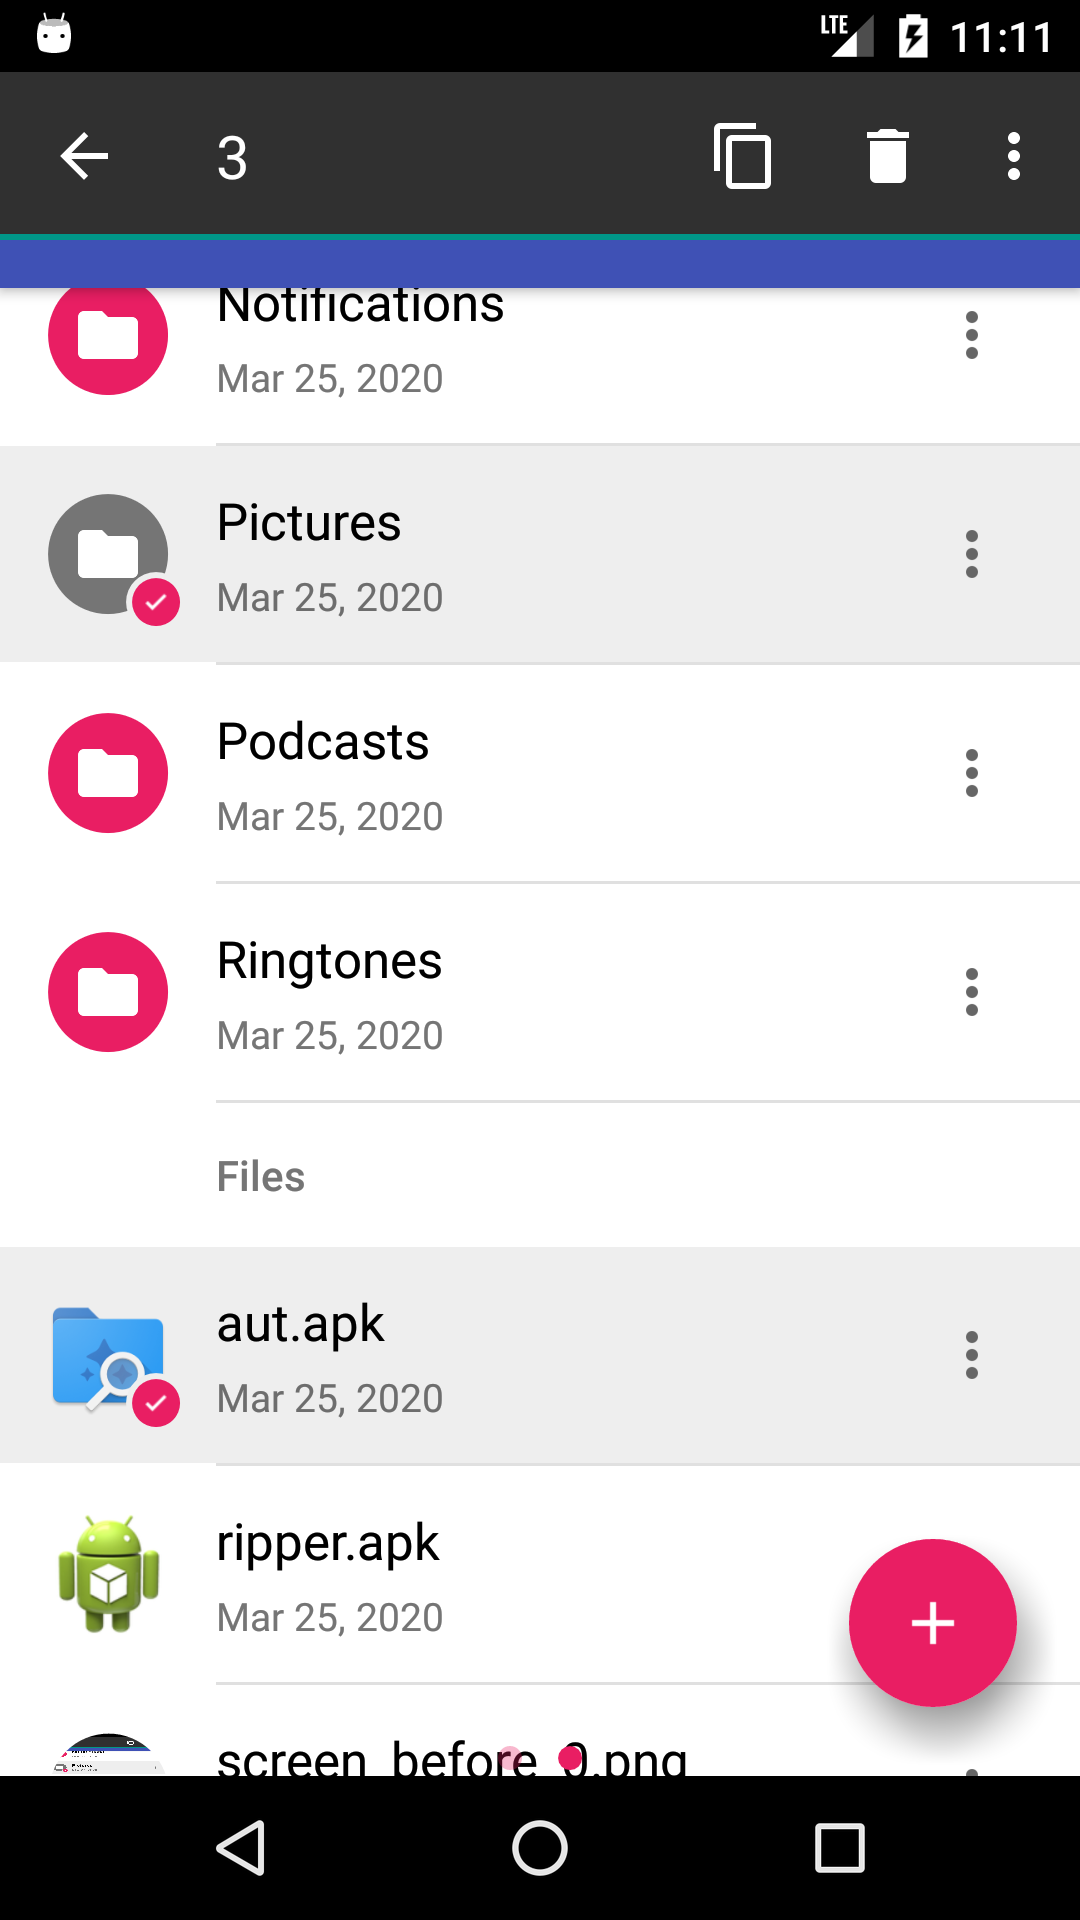 LTE 11:11
3
Notifications
Mar 25, 2020
Pictures
Mar 25, 2020
Podcasts
Mar 25, 2020
Ringtones
Mar 25, 2020
Files
aut.apk
Mar 25, 2020
ripper.apk
Mar 25, 2020
screen_before_0.png